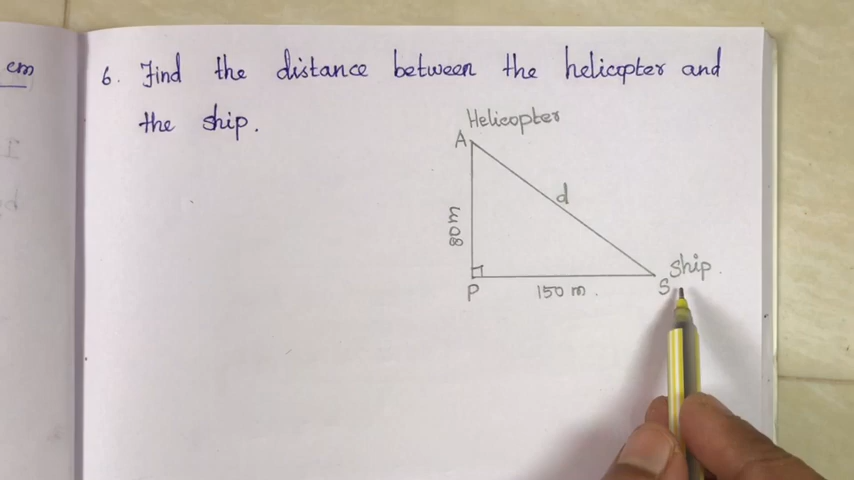 cm
6. Find the distance between the helicopter and
the ship.
Helicopter
A
d
80m
Ship.
P
150 m.
S